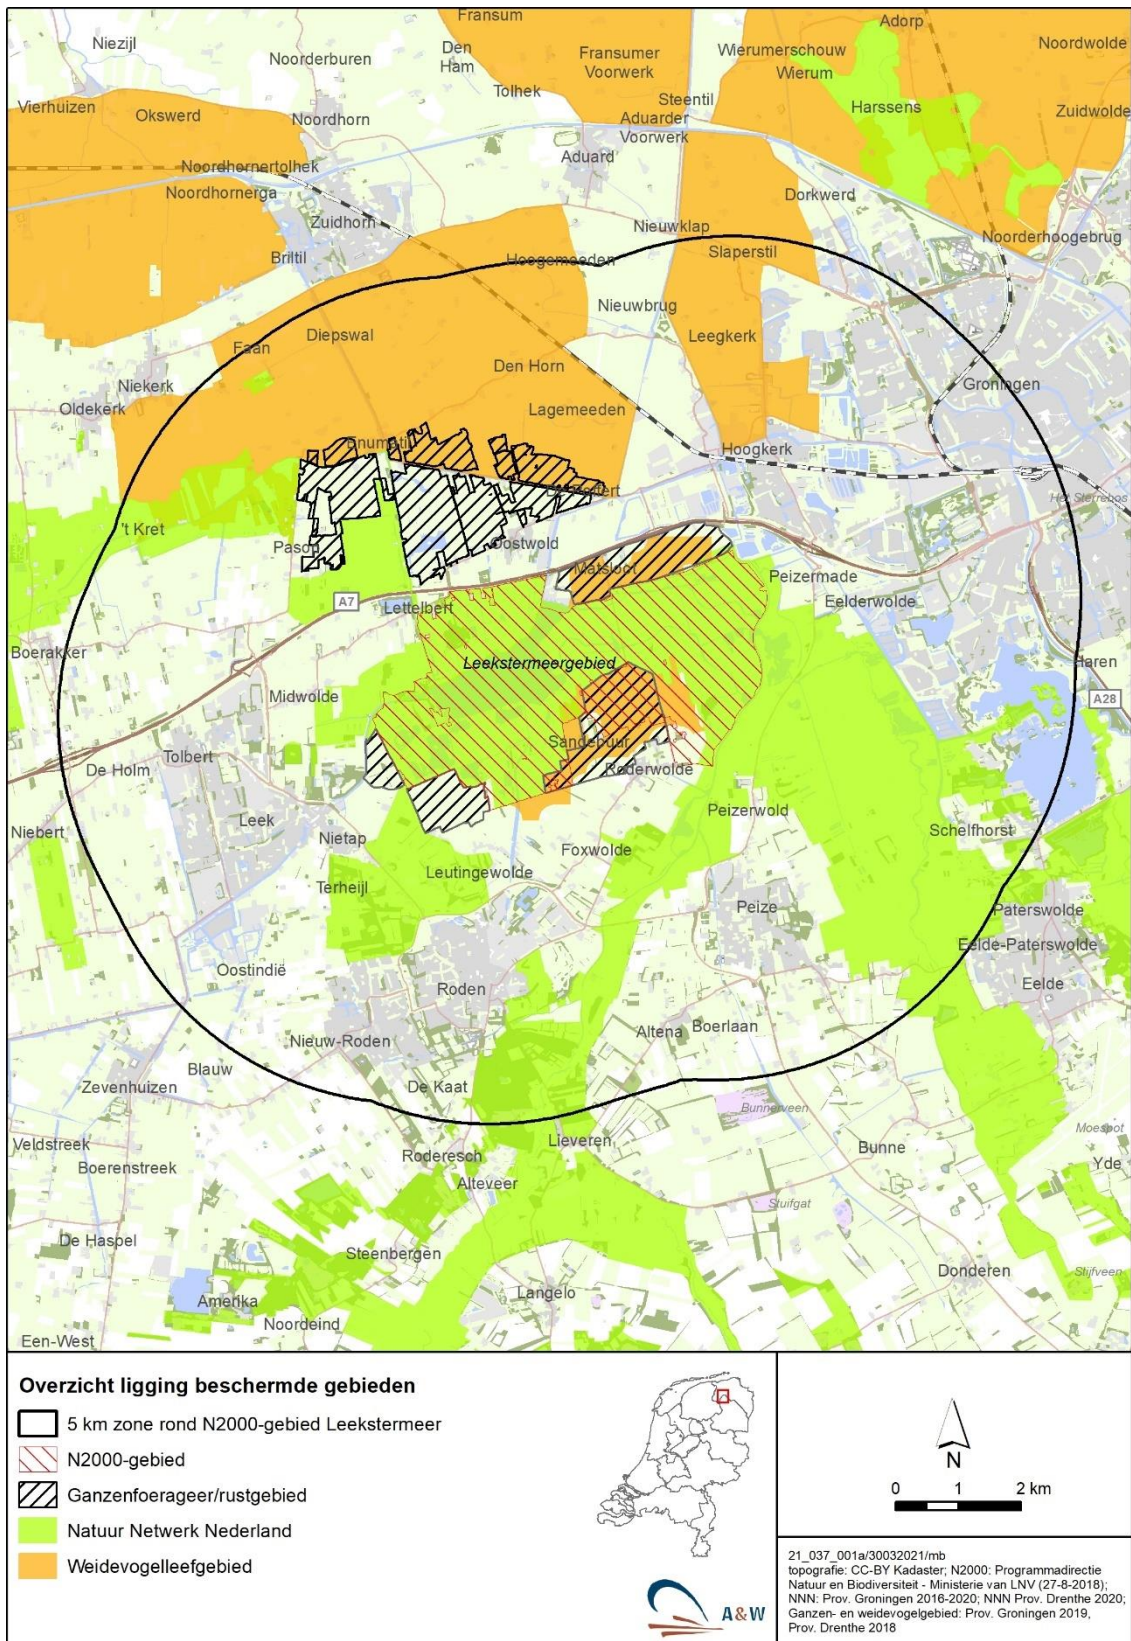 Fransum
Adorp
Niezijl
Noorderburen
Den
Ham
Fransumer
Voorwerk
Wierumerschouw
Wierum
Noordwolde
Tolhek
Steentil
Vierhuizen
Okswerd
Noordhorn
Aduarder
Voorwerk
Harssens
Zuidwolde
Aduard
Noordhornertolhek
Noordhornerga
Dorkwerd
Zuidhorn
Nieuwklap
Noorderhoogebrug
Briltil
Hoogemeeden
Slaperstil
Nieuwbrug
Diepswal
Leegkerk
Faan
Den Horn
Niekerk
Groningen
Oldekerk
Lagemeeden
Enumatil
Hoogkerk
De Poffert
Het Sterrebos
't Kret
Pasop
Oostwold
Matsloot
Peizermade
A7
Lettelbert
Eelderwolde
Boerakker
Leekstermeergebied
Haren
Midwolde
A28
Sandebuur
De Holm
Tolbert
Roderwolde
Peizerwold
Niebert
Leek
Nietap
Schelfhorst
Foxwolde
Terheijl
Leutingewolde
Peize
Paterswolde
Eelde-Paterswolde
Oostindië
Roden
Eelde
Nieuw-Roden
Altena
Boerlaan
Blauw
Zevenhuizen
De Kaat
Bunnerveen
Veldstreek
Lieveren
Moespot
Boerenstreek
Roderesch
Bunne
Yde
Alteveer
Stuifgat
De Haspel
Steenbergen
Donderen
Stijfveen
Amerika
Langelo
Noordeind
Een-West
Overzicht ligging beschermde gebieden
5 km zone rond N2000-gebied Leekstermeer
N2000-gebied
Ganzenfoerageer/rustgebied
Natuur Netwerk Nederland
Weidevogelleefgebied
A&W
N
0 1 2 km
21_037_001a/30032021/mb
topografie: CC-BY Kadaster; N2000: Programmadirectie
Natuur en Biodiversiteit - Ministerie van LNV (27-8-2018);
NNN: Prov. Groningen 2016-2020; NNN Prov. Drenthe 2020;
Ganzen- en weidevogelgebied: Prov. Groningen 2019,
Prov. Drenthe 2018